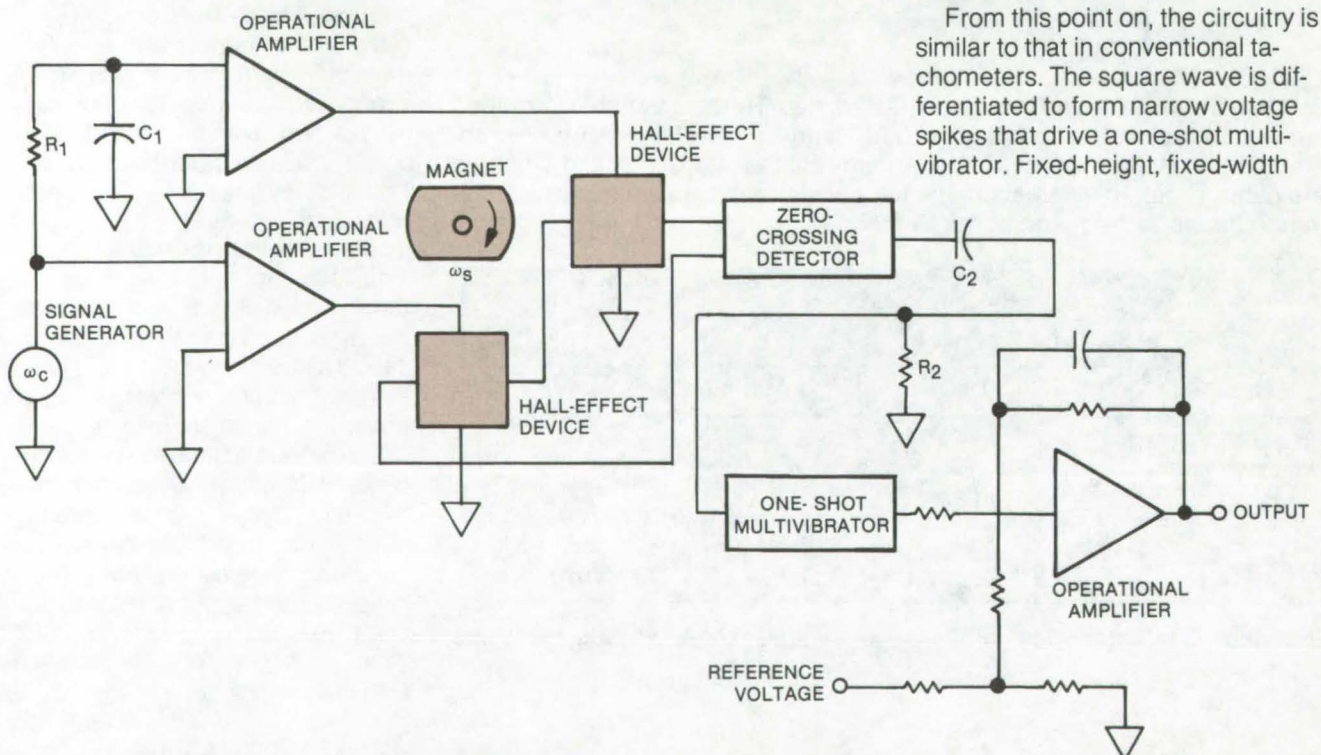 OPERATIONAL
AMPLIFIER
R1
C1
OPERATIONAL
AMPLIFIER
SIGNAL
GENERATOR
ωC
MAGNET
ωS
HALL-EFFECT
DEVICE
HALL-EFFECT
DEVICE
ZERO-
CROSSING
DETECTOR
C2
R2
ONE- SHOT
MULTIVIBRATOR
OPERATIONAL
AMPLIFIER
OUTPUT
REFERENCE
VOLTAGE
From this point on, the circuitry is
similar to that in conventional ta-
chometers. The square wave is dif-
ferentiated to form narrow voltage
spikes that drive a one-shot multi-
vibrator. Fixed-height, fixed-width